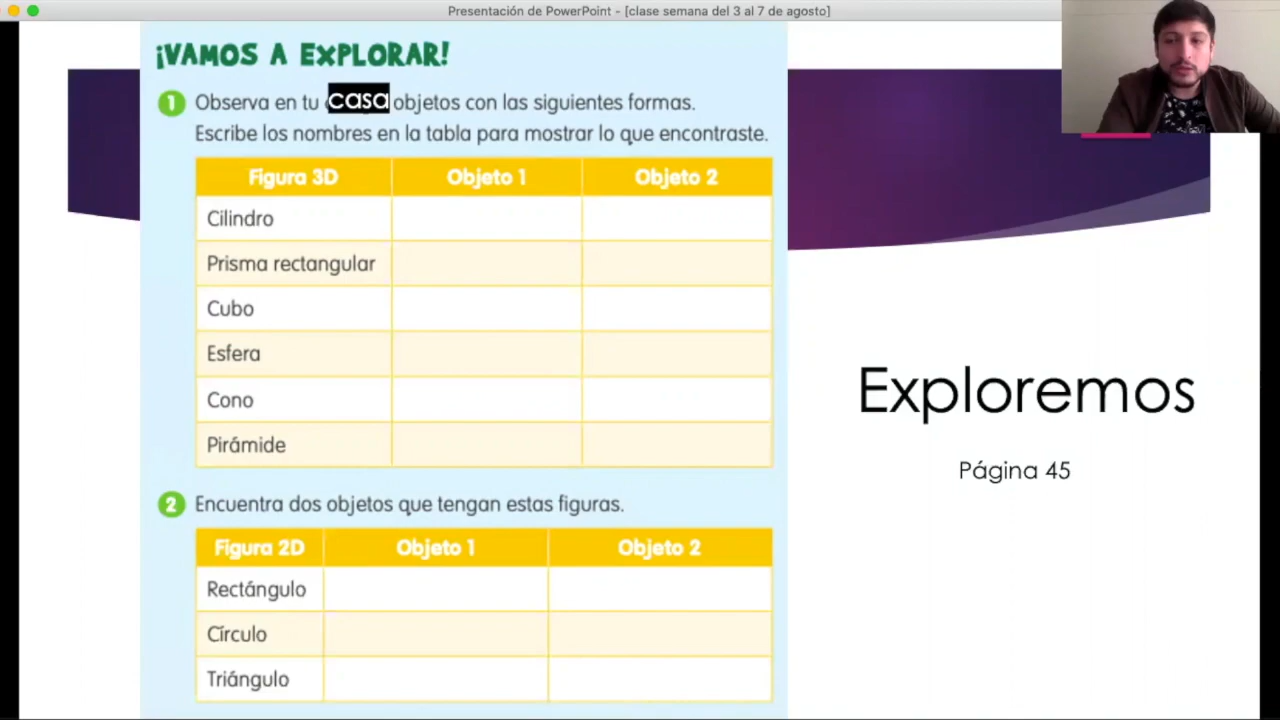 Presentación de PowerPoint - [clase semana del 3 al 7 de agosto]
¡VAMOS A EXPLORAR!
1 Observa en tu casa objetos con las siguientes formas.
Escribe los nombres en la tabla para mostrar lo que encontraste.
Figura 3D Objeto 1 Objeto 2
Cilindro
Prisma rectangular
Cubo
Esfera
Cono
Pirámide
2 Encuentra dos objetos que tengan estas figuras.
Figura 2D Objeto 1 Objeto 2
Rectángulo
Círculo
Triángulo
Exploremos
Página 45